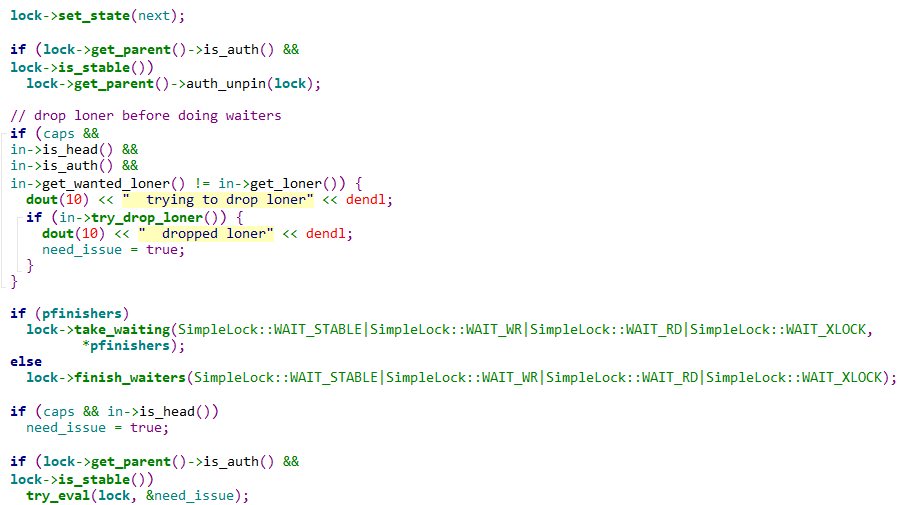 lock->set_state(next);

if (lock->get_parent()->is_auth() &&
lock->is_stable())
  lock->get_parent()->auth_unpin(lock);

// drop loner before doing waiters
if (caps &&
in->is_head() &&
in->is_auth() &&
in->get_wanted_loner() != in->get_loner()) {
  dout(10) << "  trying to drop loner" << dendl;
  if (in->try_drop_loner()) {
    dout(10) << "  dropped loner" << dendl;
    need_issue = true;
  }
}

if (pfinishers)
  lock->take_waiting(SimpleLock::WAIT_STABLE|SimpleLock::WAIT_WR|SimpleLock::WAIT_RD|SimpleLock::WAIT_XLOCK,
         *pfinishers);
else
  lock->finish_waiters(SimpleLock::WAIT_STABLE|SimpleLock::WAIT_WR|SimpleLock::WAIT_RD|SimpleLock::WAIT_XLOCK);

if (caps && in->is_head())
  need_issue = true;

if (lock->get_parent()->is_auth() &&
lock->is_stable())
  try_eval(lock, &need_issue);